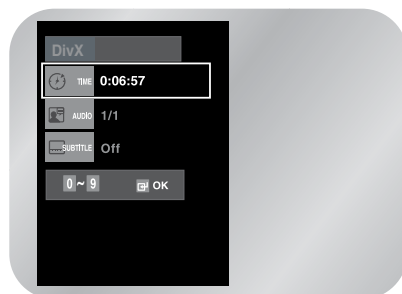 DivX
TIME 0:06:57
AUDIO 1/1
SUBTITLE Off
0 ~ 9 OK